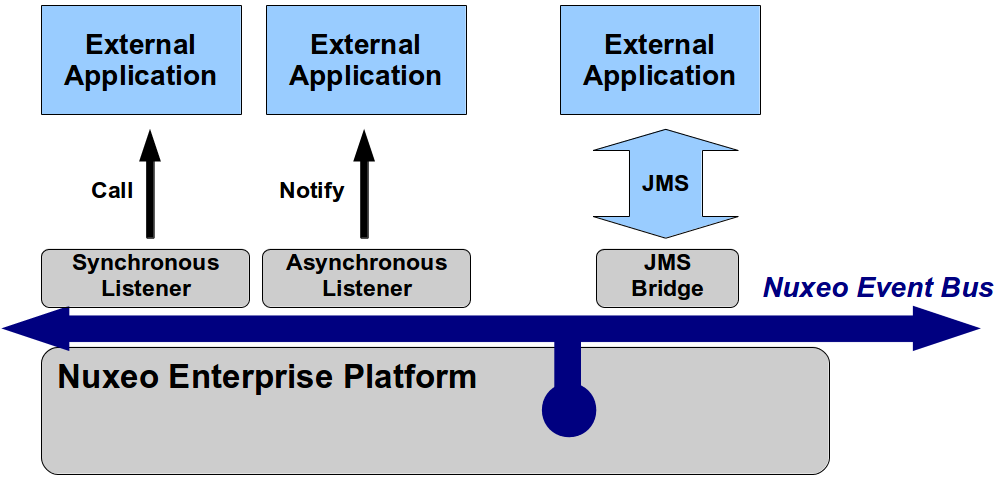 External
Application
External
Application
External
Application
Call
Notify
JMS
Synchronous
Listener
Asynchronous
Listener
JMS
Bridge
Nuxeo Event Bus
Nuxeo Enterprise Platform